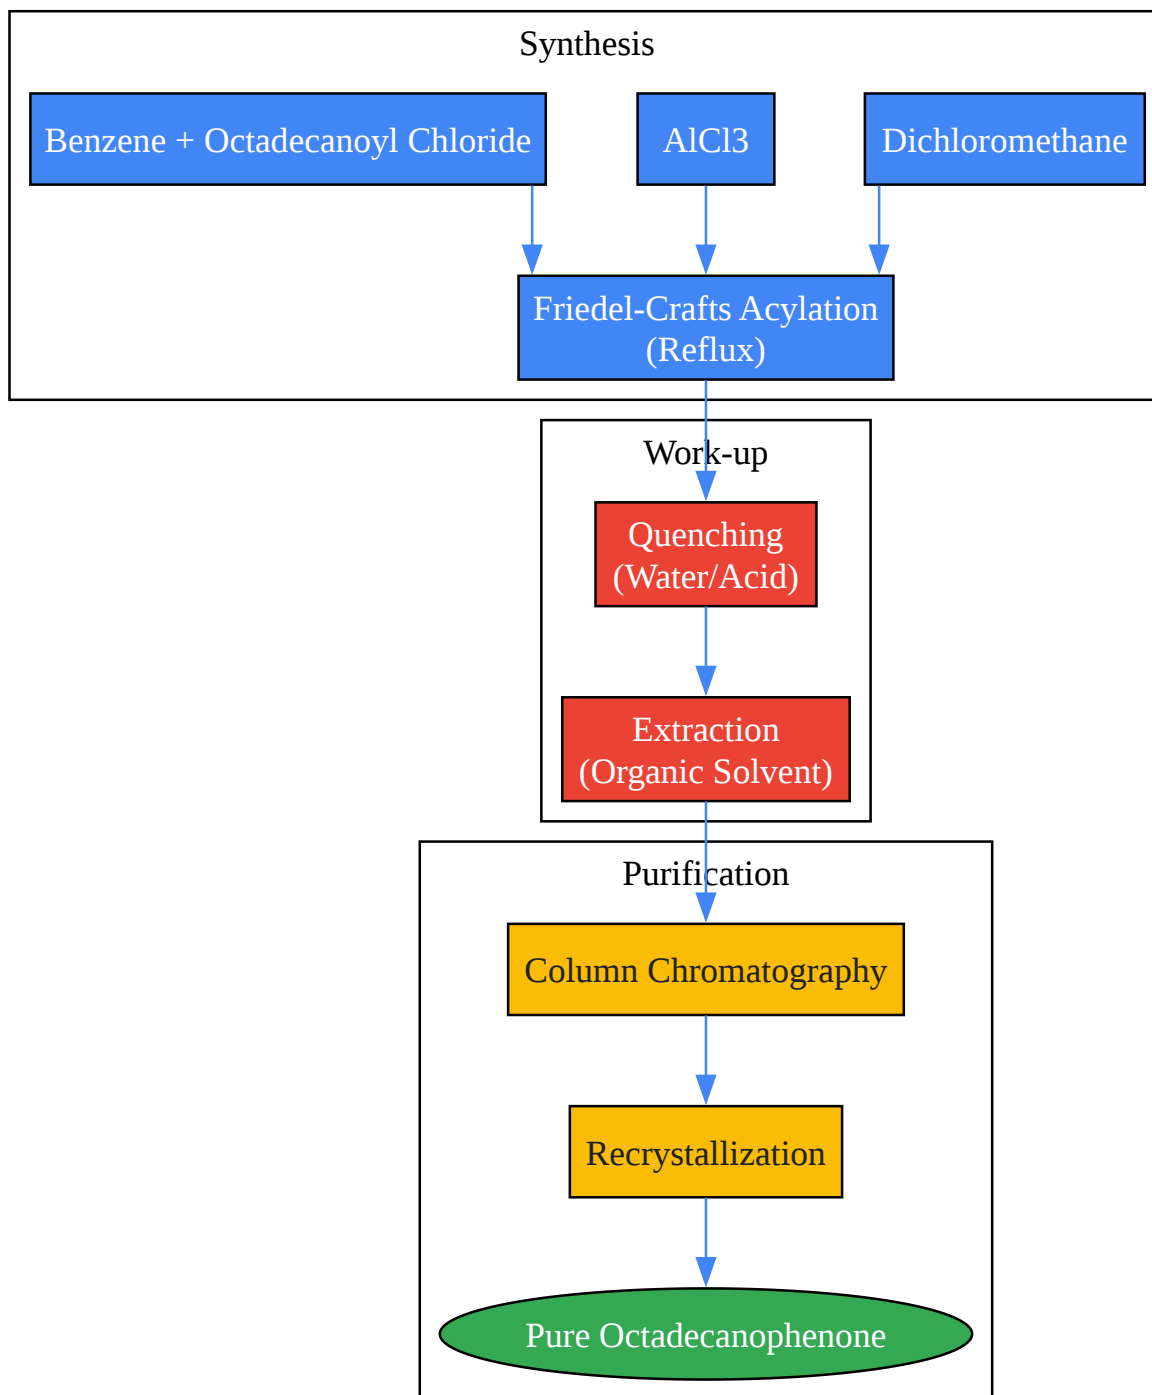 Synthesis
Benzene + Octadecanoyl Chloride
AlCl3
Dichloromethane
Friedel-Crafts Acylation
(Reflux)
Work-up
Quenching
(Water/Acid)
Extraction
(Organic Solvent)
Purification
Column Chromatography
Recrystallization
Pure Octadecanophenone